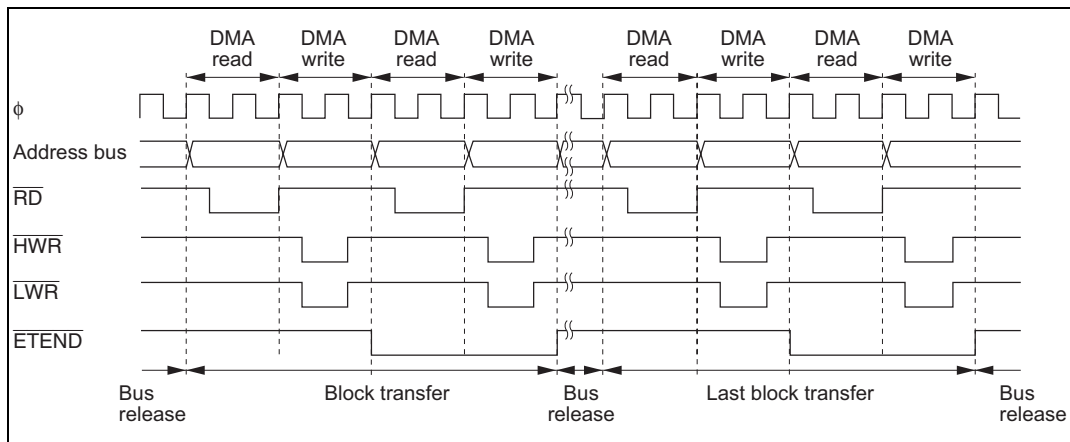 DMA read DMA write DMA read DMA write DMA read DMA write DMA read DMA write
ϕ
Address bus
RD
HWR
LWR
ETEND
Bus release Block transfer Bus release Last block transfer Bus release